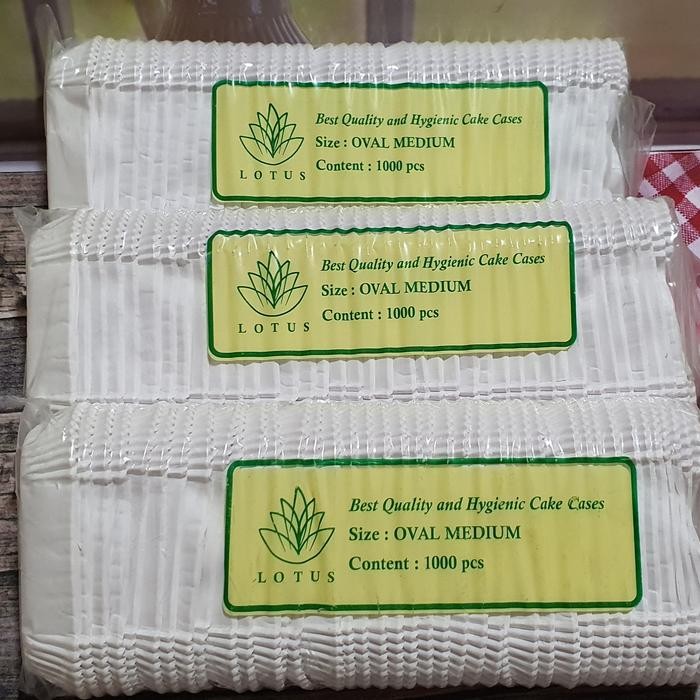 Best Quality and Hygienic Cake Cases
Size : OVAL MEDIUM
Content : 1000 pcs
LOTUS
Best Quality and Hygienic Cake Cases
Size : OVAL MEDIUM
Content : 1000 pcs
LOTUS
Best Quality and Hygienic Cake Cases
Size : OVAL MEDIUM
Content : 1000 pcs
LOTUS